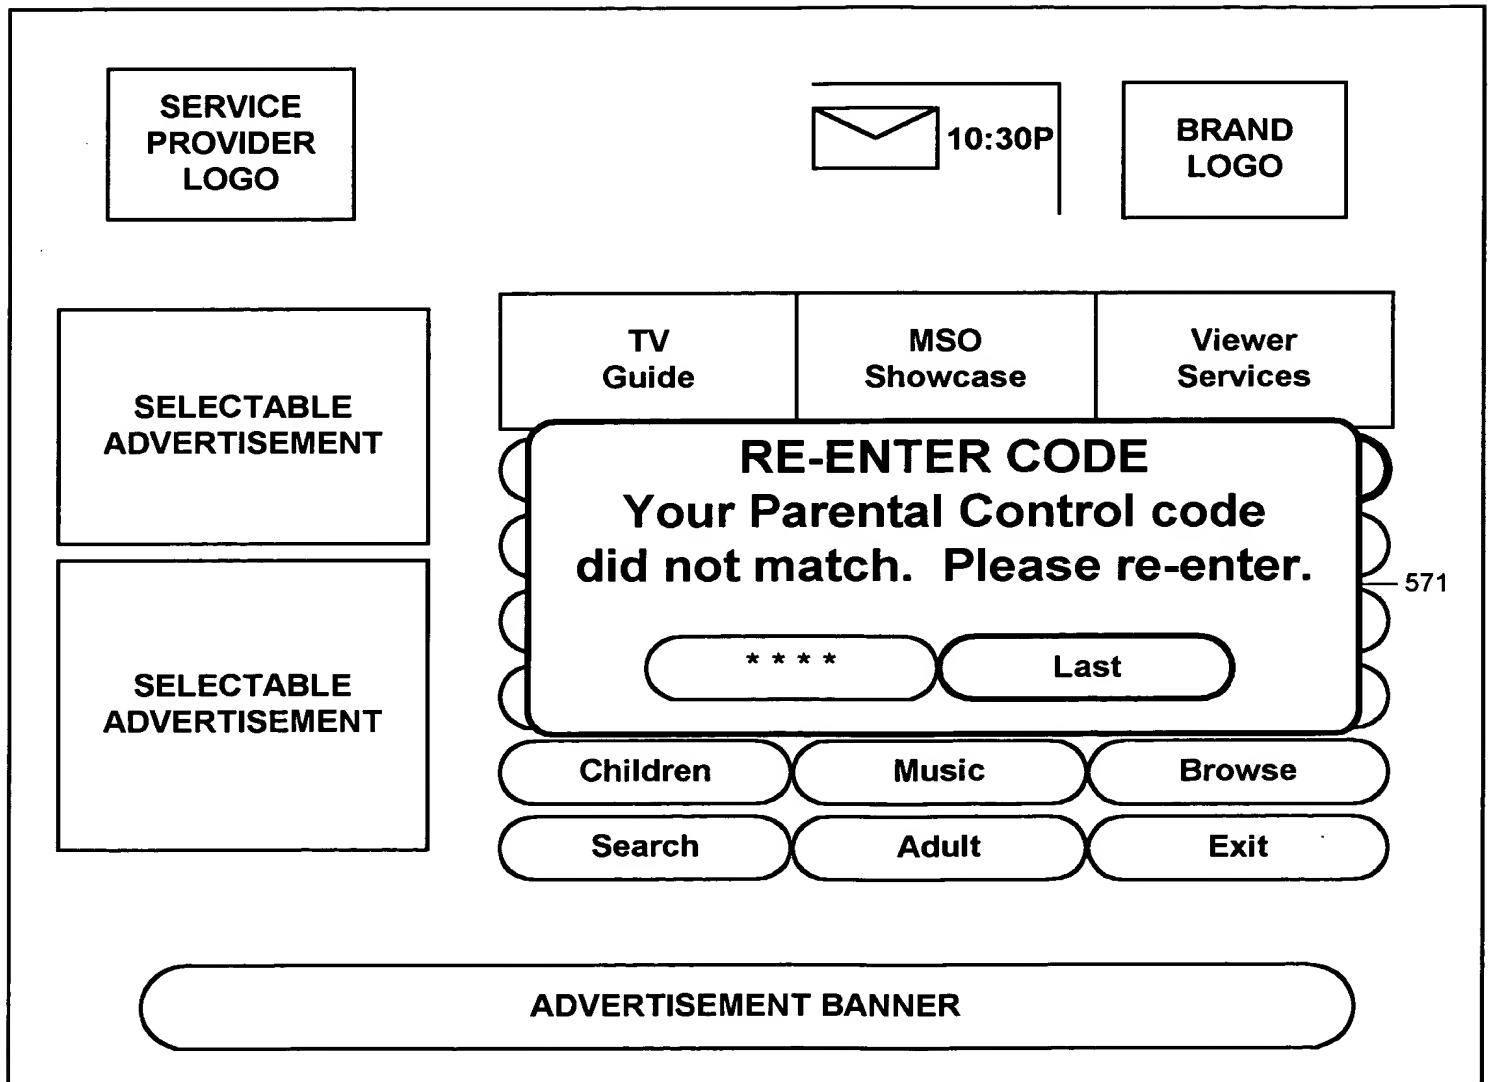 SERVICE
PROVIDER
LOGO
10:30P
BRAND
LOGO
SELECTABLE
ADVERTISEMENT
SELECTABLE
ADVERTISEMENT
TV
Guide
MSO
Showcase
Viewer
Services
RE-ENTER CODE
Your Parental Control code
did not match. Please re-enter.
* * * *
Last
571
Children
Music
Browse
Search
Adult
Exit
ADVERTISEMENT BANNER